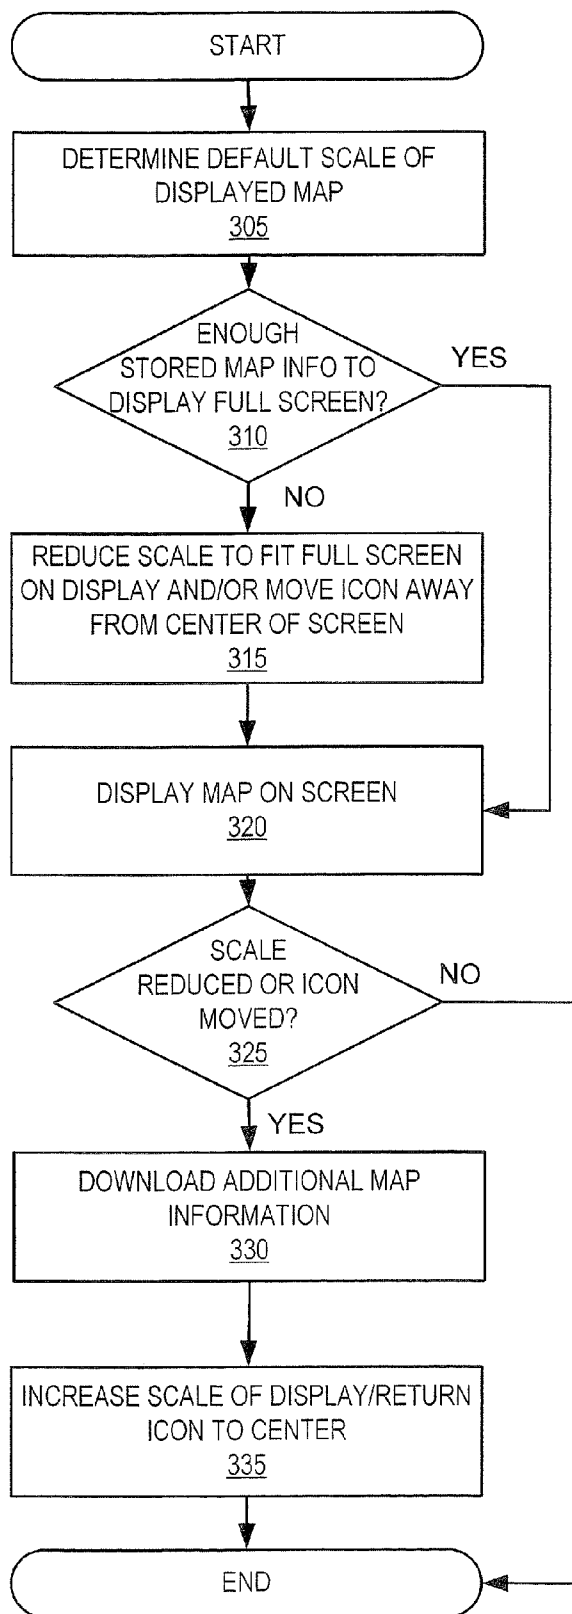 START
DETERMINE DEFAULT SCALE OF
DISPLAYED MAP
305
ENOUGH
STORED MAP INFO TO
DISPLAY FULL SCREEN?
310
YES
NO
REDUCE SCALE TO FIT FULL SCREEN
ON DISPLAY AND/OR MOVE ICON AWAY
FROM CENTER OF SCREEN
315
DISPLAY MAP ON SCREEN
320
SCALE
REDUCED OR ICON
MOVED?
325
NO
YES
DOWNLOAD ADDITIONAL MAP
INFORMATION
330
INCREASE SCALE OF DISPLAY/RETURN
ICON TO CENTER
335
END